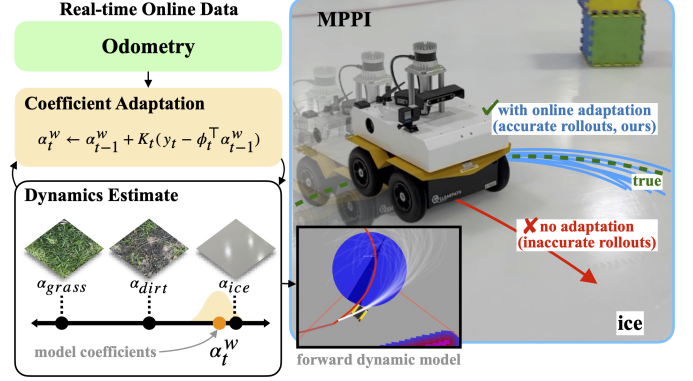 Real-time Online Data
Odometry
Coefficient Adaptation
α_t^w ← α_{t-1}^w + K_t(y_t − ϕ_t^⊤ α_{t-1}^w)
Dynamics Estimate
α_grass
α_dirt
α_ice
model coefficients
α_t^w
MPPI
✓with online adaptation
(accurate rollouts, ours)
true
✘ no adaptation
(inaccurate rollouts)
CLEARPATH
ice
forward dynamic model